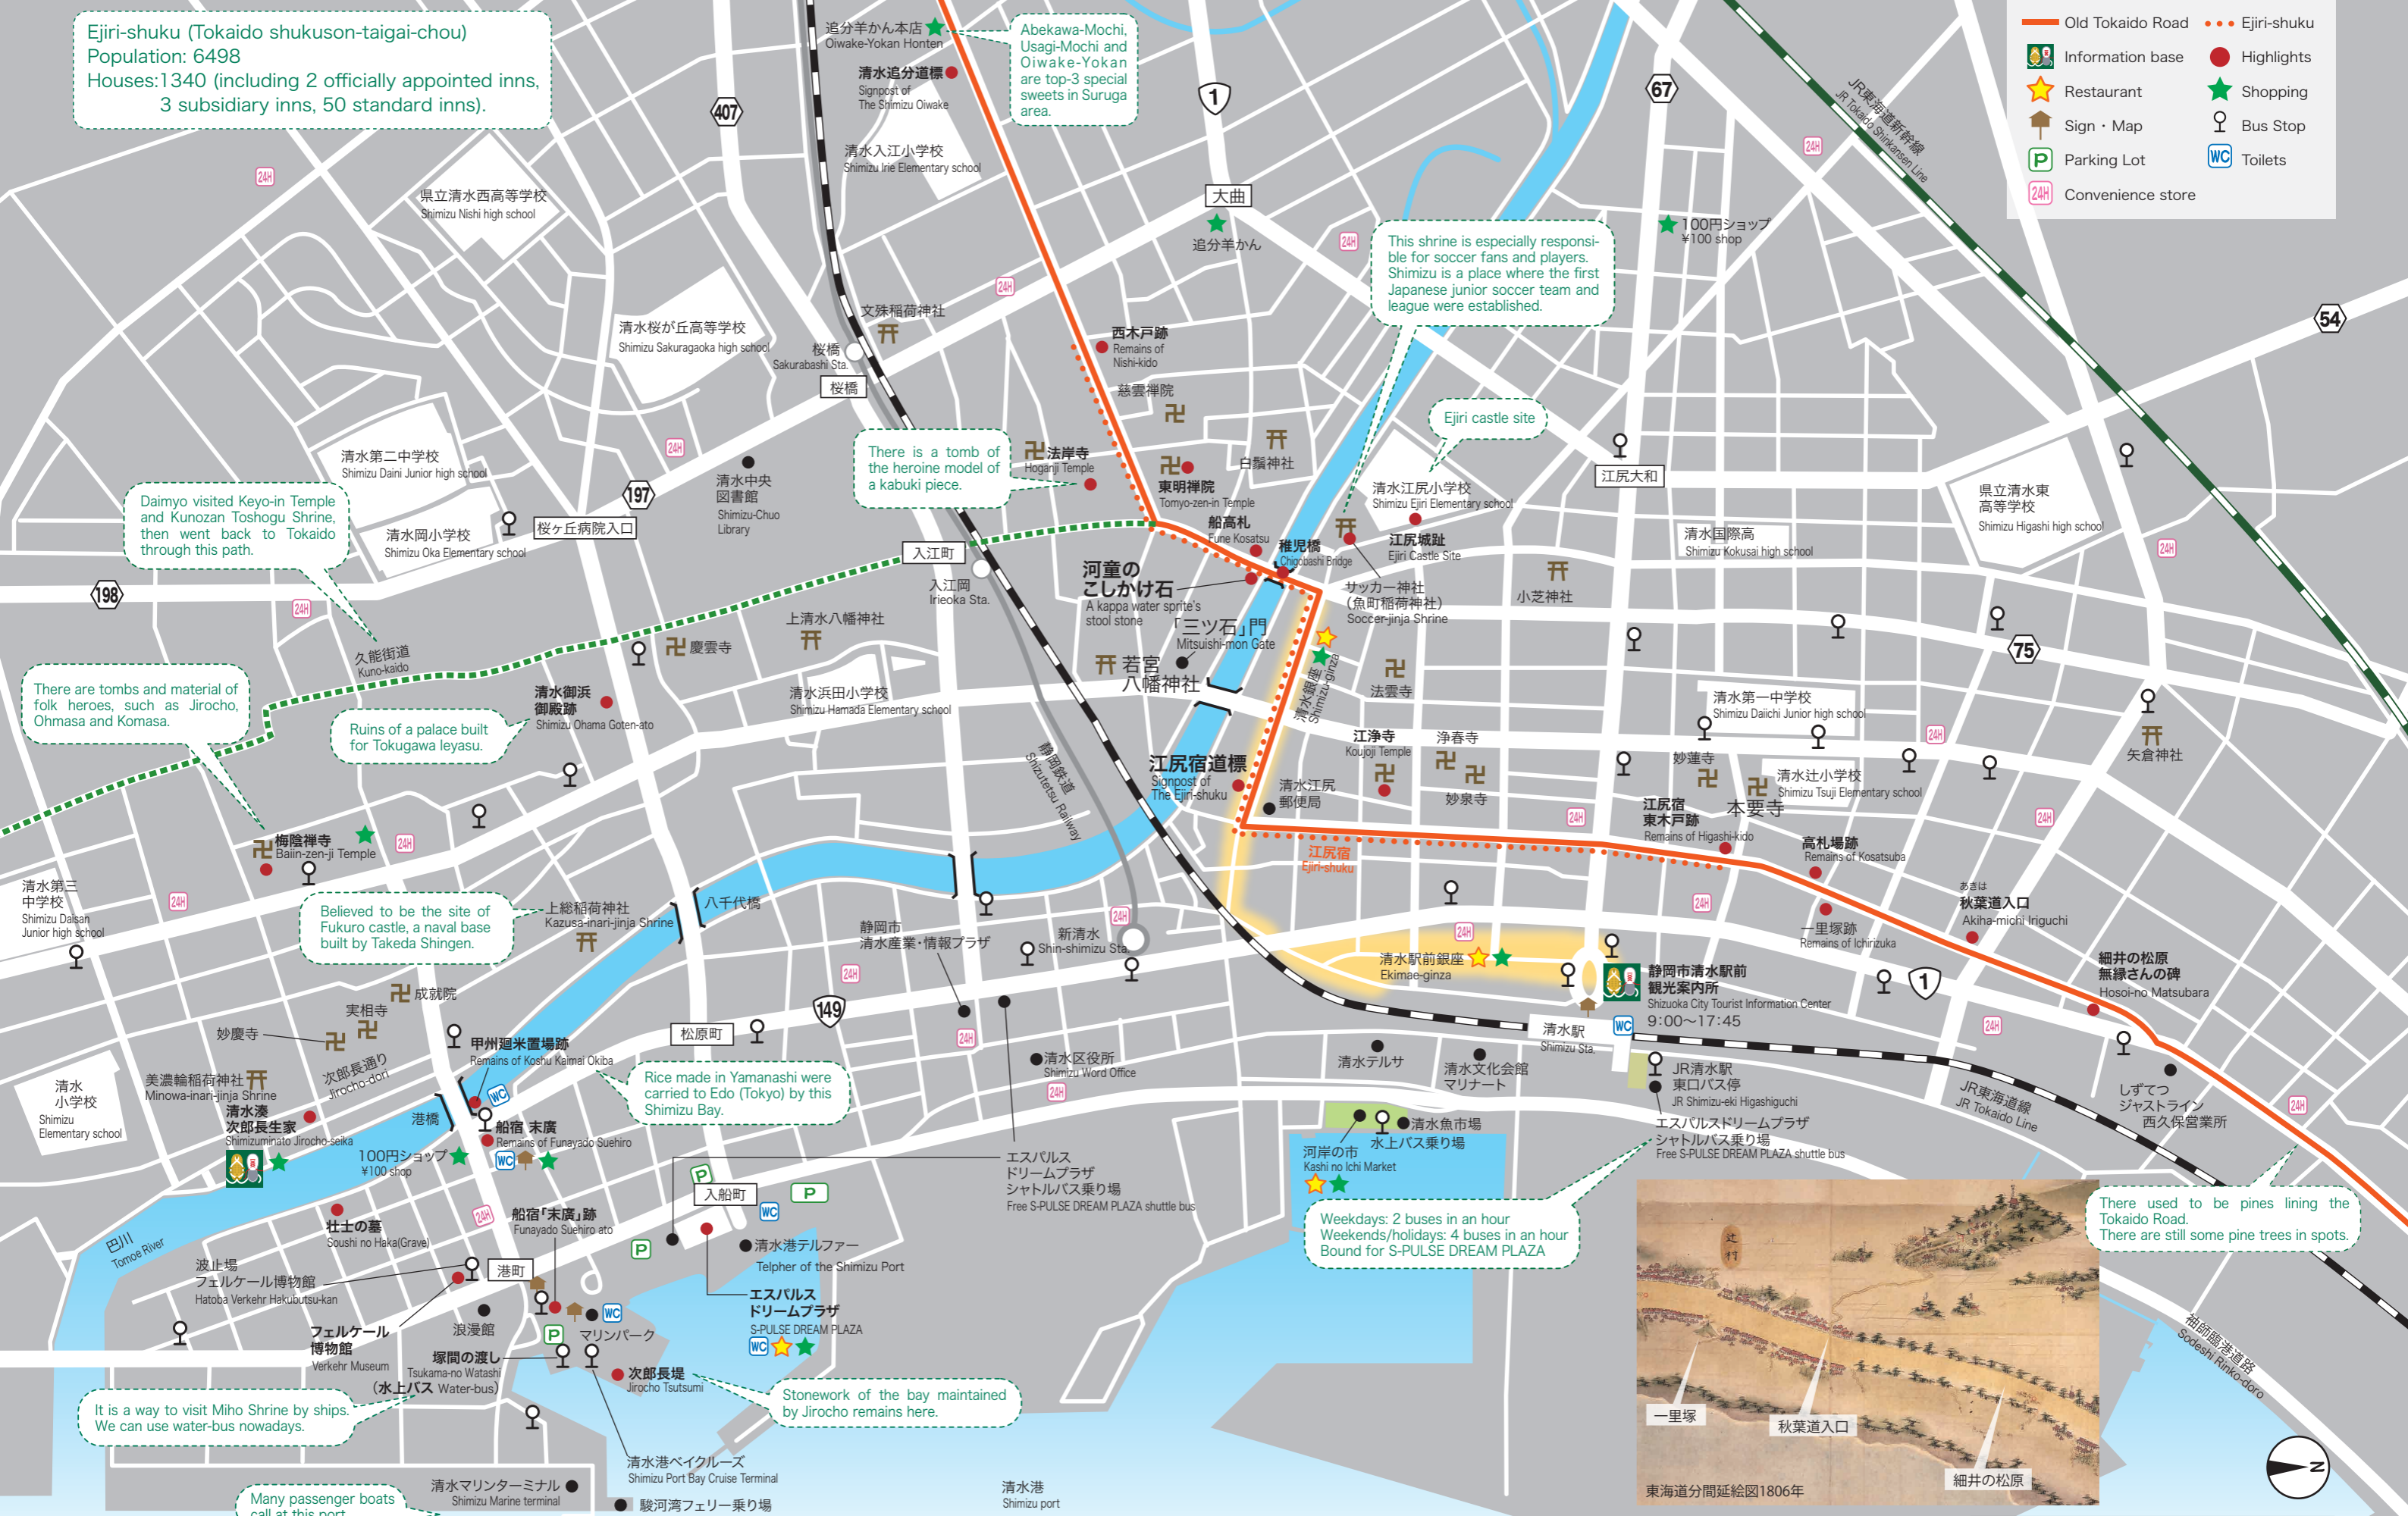 Ejiri-shuku (Tokaido shukuson-taigai-chou)
Population: 6498
Houses:1340 (including 2 officially appointed inns,
3 subsidiary inns, 50 standard inns).
追分羊かん本店
Oiwake-Yokan Honten
清水追分道標
Signpost of
The Shimizu Oiwake
Abekawa-Mochi,
Usagi-Mochi and
Oiwake-Yokan
are top-3 special
sweets in Suruga
area.
407
1
67
JR東海道新幹線
JR Tokaido Shinkansen Line
Old Tokaido Road
Ejiri-shuku
Information base
Highlights
Restaurant
Shopping
Sign・Map
Bus Stop
P
Parking Lot
WC
Toilets
24H
Convenience store
24H
24H
清水入江小学校
Shimizu Irie Elementary school
県立清水西高等学校
Shimizu Nishi high school
大曲
追分羊かん
24H
100円ショップ
¥100 shop
This shrine is especially responsi-
ble for soccer fans and players.
Shimizu is a place where the first
Japanese junior soccer team and
league were established.
24H
54
文殊稲荷神社
清水桜が丘高等学校
Shimizu Sakuragaoka high school
桜橋
Sakurabashi Sta.
桜橋
西木戸跡
Remains of
Nishi-kido
慈雲禅院
Ejiri castle site
24H
There is a tomb of
the heroine model of
a kabuki piece.
法岸寺
Hoganji Temple
白鬚神社
東明禅院
Tomyo-zen-in Temple
清水第二中学校
Shimizu Daini Junior high school
清水中央
図書館
Shimizu-Chuo
Library
江尻大和
清水江尻小学校
Shimizu Ejiri Elementary school
県立清水東
高等学校
Shimizu Higashi high school
Daimyo visited Keyo-in Temple
and Kunozan Toshogu Shrine,
then went back to Tokaido
through this path.
197
桜ヶ丘病院入口
清水岡小学校
Shimizu Oka Elementary school
船高札
Fune Kosatsu
稚児橋
Chigobashi Bridge
江尻城趾
Ejiri Castle Site
清水国際高
Shimizu Kokusai high school
24H
入江町
入江岡
Irieoka Sta.
河童の
こしかけ石
A kappa water sprite's
stool stone
サッカー神社
(魚町稲荷神社)
Soccer-jinja Shrine
小芝神社
198
24H
上清水八幡神社
「三ツ石」門
Mitsuishi-mon Gate
75
久能街道
Kuno-kaido
慶雲寺
若宮
八幡神社
清水銀座
Shimizu-ginza
法雲寺
There are tombs and material of
folk heroes, such as Jirocho,
Ohmasa and Komasa.
清水御浜
御殿跡
Shimizu Ohama Goten-ato
清水浜田小学校
Shimizu Hamada Elementary school
清水第一中学校
Shimizu Daiichi Junior high school
Ruins of a palace built
for Tokugawa Ieyasu.
静岡鉄道
Shizutetsu Railway
江浄寺
Koujoji Temple
浄春寺
24H
矢倉神社
江尻宿道標
Signpost of
The Ejiri-shuku
清水江尻
郵便局
妙泉寺
妙蓮寺
清水辻小学校
Shimizu Tsuji Elementary school
本要寺
江尻宿
東木戸跡
Remains of Higashi-kido
24H
24H
梅陰禅寺
Baiin-zen-ji Temple
24H
江尻宿
Ejiri-shuku
高札場跡
Remains of Kosatsuba
清水第三
中学校
Shimizu Daisan
Junior high school
24H
Believed to be the site of
Fukuro castle, a naval base
built by Takeda Shingen.
上総稲荷神社
Kazusa-inari-jinja Shrine
八千代橋
24H
24H
あきは
秋葉道入口
Akiha-michi Iriguchi
静岡市
清水産業・情報プラザ
新清水
Shin-shimizu Sta.
24H
一里塚跡
Remains of Ichirizuka
清水駅前銀座
Ekimae-ginza
静岡市清水駅前
観光案内所
Shizuoka City Tourist Information Center
9:00～17:45
WC
1
細井の松原
無縁さんの碑
Hosoi-no Matsubara
24H
成就院
実相寺
妙慶寺
149
松原町
24H
24H
清水駅
Shimizu Sta.
甲州廻米置場跡
Remains of Koshu Kaimai Okiba
次郎長通り
Jirocho-dori
美濃輪稲荷神社
Minowa-inari-jinja Shrine
清水
小学校
Shimizu
Elementary school
清水湊
次郎長生家
Shimizuminato Jirocho-seika
港橋
WC
Rice made in Yamanashi were
carried to Edo (Tokyo) by this
Shimizu Bay.
清水区役所
Shimizu Word Office
24H
清水テルサ
清水文化会館
マリナート
JR清水駅
東口バス停
JR Shimizu-eki Higashiguchi
JR東海道線
JR Tokaido Line
しずてつ
ジャストライン
西久保営業所
24H
船宿 末廣
Remains of Funayado Suehiro
WC
100円ショップ
¥100 shop
清水魚市場
水上バス乗り場
河岸の市
Kashi no Ichi Market
エスパルスドリームプラザ
シャトルバス乗り場
Free S-PULSE DREAM PLAZA shuttle bus
エスパルス
ドリームプラザ
シャトルバス乗り場
Free S-PULSE DREAM PLAZA shuttle bus
P
入船町
P
WC
Weekdays: 2 buses in an hour
Weekends/holidays: 4 buses in an hour
Bound for S-PULSE DREAM PLAZA
There used to be pines lining the
Tokaido Road.
There are still some pine trees in spots.
巴川
Tomoe River
壮士の墓
Soushi no Haka(Grave)
24H
船宿「末廣」跡
Funayado Suehiro ato
P
清水港テルファー
Telpher of the Shimizu Port
波止場
フェルケール博物館
Hatoba Verkehr Hakubutsu-kan
港町
エスパルス
ドリームプラザ
S-PULSE DREAM PLAZA
WC
フェルケール
博物館
Verkehr Museum
浪漫館
WC
P
マリンパーク
塚間の渡し
Tsukama-no Watashi
(水上バス Water-bus)
次郎長堤
Jirocho Tsutsumi
Stonework of the bay maintained
by Jirocho remains here.
It is a way to visit Miho Shrine by ships.
We can use water-bus nowadays.
袖師臨港道路
Sodeshi Rinko-doro
辻村
一里塚
秋葉道入口
細井の松原
東海道分間延絵図1806年
清水港ベイクルーズ
Shimizu Port Bay Cruise Terminal
清水マリンターミナル
Shimizu Marine terminal
駿河湾フェリー乗り場
清水港
Shimizu port
Many passenger boats
call at this port
N